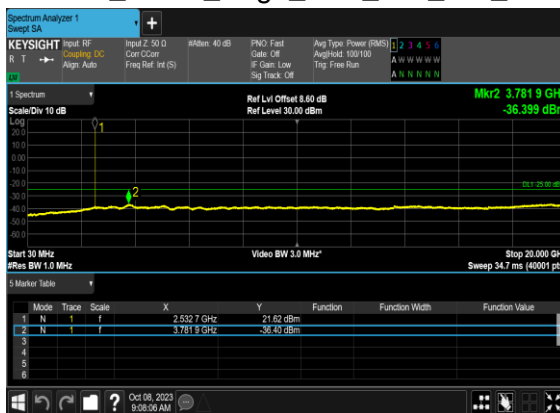 Spectrum Analyzer 1
Swept SA
+
KEYSIGHT Input: RF Input Z: 50 Ω #Atten: 40 dB PNO: Fast Avg Type: Power (RMS) 1 2 3 4 5 6
R T Coupling: DC Corr CCorr Gate: Off Avg|Hold: 100/100 A W W W W W
Align: Auto Freq Ref: Int (S) IF Gain: Low Trig: Free Run
LU Sig Track: Off A N N N N N
1 Spectrum Ref Lvl Offset 8.60 dB Mkr2 3.781 9 GH
Scale/Div 10 dB Ref Level 30.00 dBm -36.399 dBr
Log
20.0
10.0
0.00
-10.0
-20.0
-30.0
-40.0
-50.0
-60.0
1
2
DL1 -25.00 dB
Start 30 MHz Video BW 3.0 MHz* Stop 20.000 GH
#Res BW 1.0 MHz Sweep 34.7 ms (40001 pt
5 Marker Table
Mode Trace Scale X Y Function Function Width Function Value
1 N 1 f 2.532 7 GHz 21.62 dBm
2 N 1 f 3.781 9 GHz -36.40 dBm
3
4
5
6
? Oct 08, 2023
9:08:06 AM